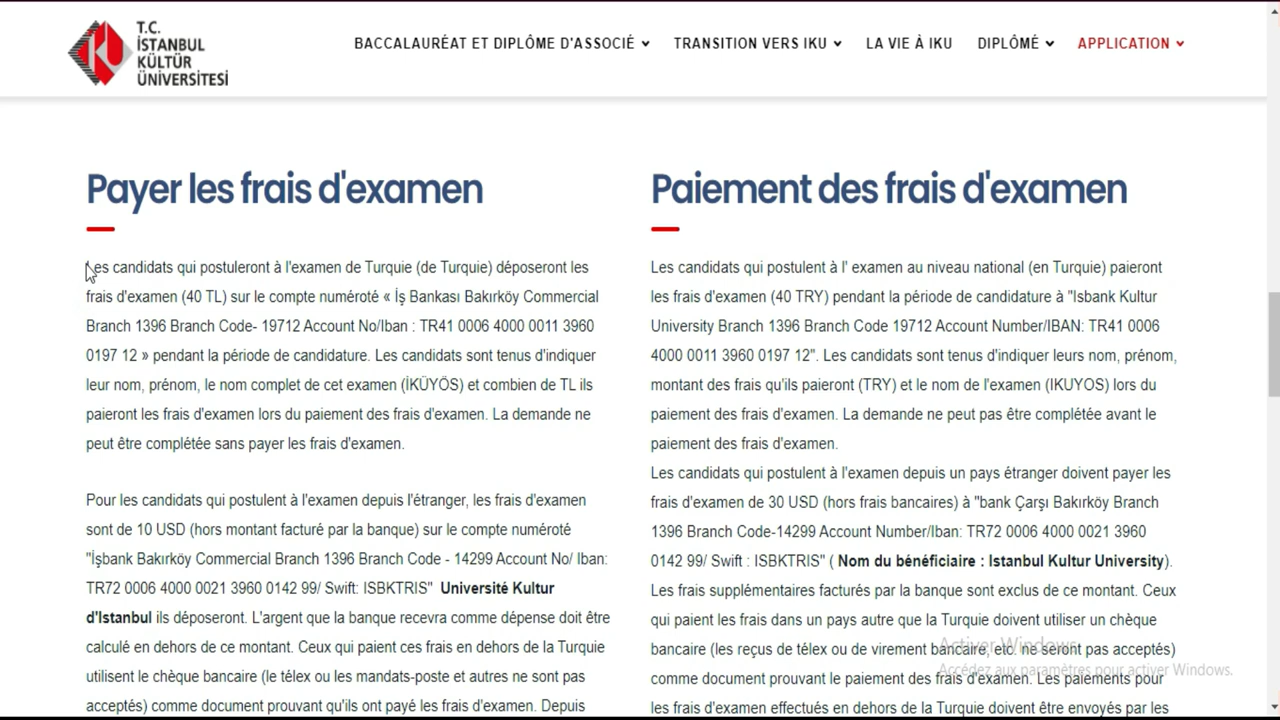 T.C.
İSTANBUL
KÜLTÜR
ÜNİVERSİTESİ
BACCALAURÉAT ET DIPLÔME D'ASSOCIÉ
TRANSITION VERS IKU
LA VIE À IKU
DIPLÔMÉ
APPLICATION
Payer les frais d'examen
Les candidats qui postuleront à l'examen de Turquie (de Turquie) déposeront les
frais d'examen (40 TL) sur le compte numéroté « İş Bankası Bakırköy Commercial
Branch 1396 Branch Code- 19712 Account No/Iban : TR41 0006 4000 0011 3960
0197 12 » pendant la période de candidature. Les candidats sont tenus d'indiquer
leur nom, prénom, le nom complet de cet examen (İKÜYÖS) et combien de TL ils
paieront les frais d'examen lors du paiement des frais d'examen. La demande ne
peut être complétée sans payer les frais d'examen.
Pour les candidats qui postulent à l'examen depuis l'étranger, les frais d'examen
sont de 10 USD (hors montant facturé par la banque) sur le compte numéroté
"İşbank Bakırköy Commercial Branch 1396 Branch Code - 14299 Account No/ Iban:
TR72 0006 4000 0021 3960 0142 99/ Swift: ISBKTRIS" Université Kultur
d'Istanbul ils déposeront. L'argent que la banque recevra comme dépense doit être
calculé en dehors de ce montant. Ceux qui paient ces frais en dehors de la Turquie
utilisent le chèque bancaire (le télex ou les mandats-poste et autres ne sont pas
acceptés) comme document prouvant qu'ils ont payé les frais d'examen. Depuis
Paiement des frais d'examen
Les candidats qui postulent à l' examen au niveau national (en Turquie) paieront
les frais d'examen (40 TRY) pendant la période de candidature à "Isbank Kultur
University Branch 1396 Branch Code 19712 Account Number/IBAN: TR41 0006
4000 0011 3960 0197 12". Les candidats sont tenus d'indiquer leurs nom, prénom,
montant des frais qu'ils paieront (TRY) et le nom de l'examen (IKUYOS) lors du
paiement des frais d'examen. La demande ne peut pas être complétée avant le
paiement des frais d'examen.
Les candidats qui postulent à l'examen depuis un pays étranger doivent payer les
frais d'examen de 30 USD (hors frais bancaires) à "bank Çarşı Bakırköy Branch
1396 Branch Code-14299 Account Number/Iban: TR72 0006 4000 0021 3960
0142 99/ Swift : ISBKTRIS" ( Nom du bénéficiaire : Istanbul Kultur University).
Les frais supplémentaires facturés par la banque sont exclus de ce montant. Ceux
qui paient les frais dans un pays autre que la Turquie doivent utiliser un chèque
bancaire (les reçus de télex ou de virement bancaire, etc. ne seront pas acceptés)
comme document prouvant le paiement des frais d'examen. Les paiements pour
les frais d'examen effectués en dehors de la Turquie doivent être envoyés par les
Activer Windows
Accédez aux paramètres pour activer Windows.